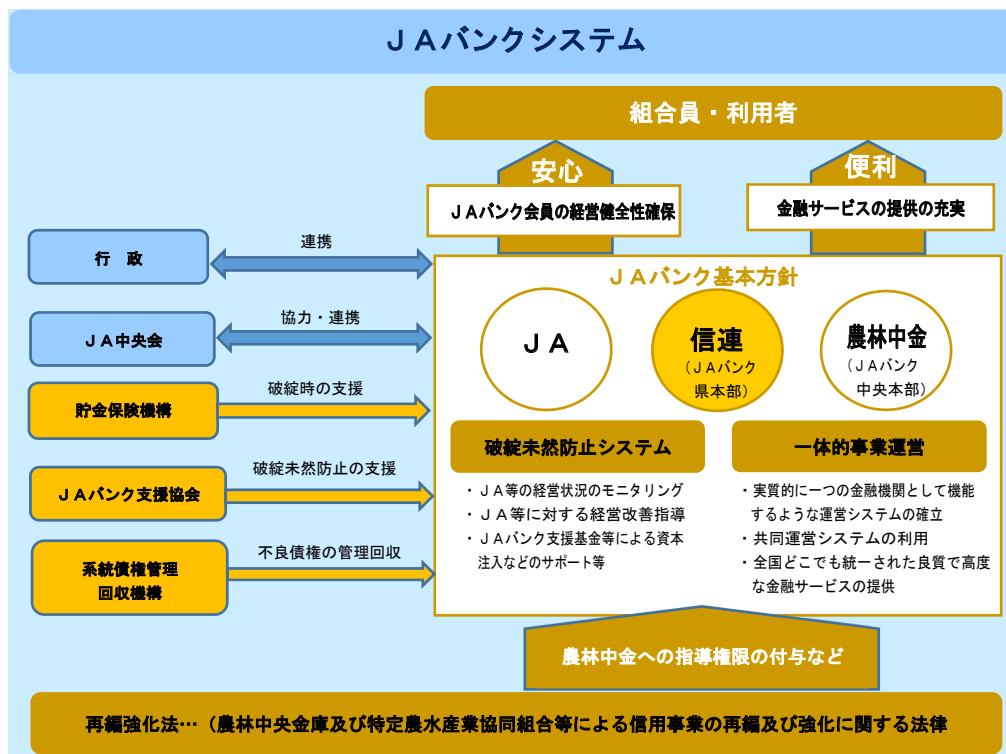 ＪＡバンクシステム
組合員・利用者
安心
便利
ＪＡバンク会員の経営健全性確保
金融サービスの提供の充実
行　政
連携
ＪＡ中央会
協力・連携
貯金保険機構
破綻時の支援
ＪＡバンク支援協会
破綻未然防止の支援
系統債権管理
回収機構
不良債権の管理回収
ＪＡバンク基本方針
ＪＡ
信連
（ＪＡバンク
県本部）
農林中金
（ＪＡバンク
中央本部）
破綻未然防止システム
・ＪＡ等の経営状況のモニタリング
・ＪＡ等に対する経営改善指導
・ＪＡバンク支援基金等による資本
注入などのサポート等
一体的事業運営
・実質的に一つの金融機関として機能
するような運営システムの確立
・共同運営システムの利用
・全国どこでも統一された良質で高度
な金融サービスの提供
農林中金への指導権限の付与など
再編強化法…（農林中央金庫及び特定農水産業協同組合等による信用事業の再編及び強化に関する法律